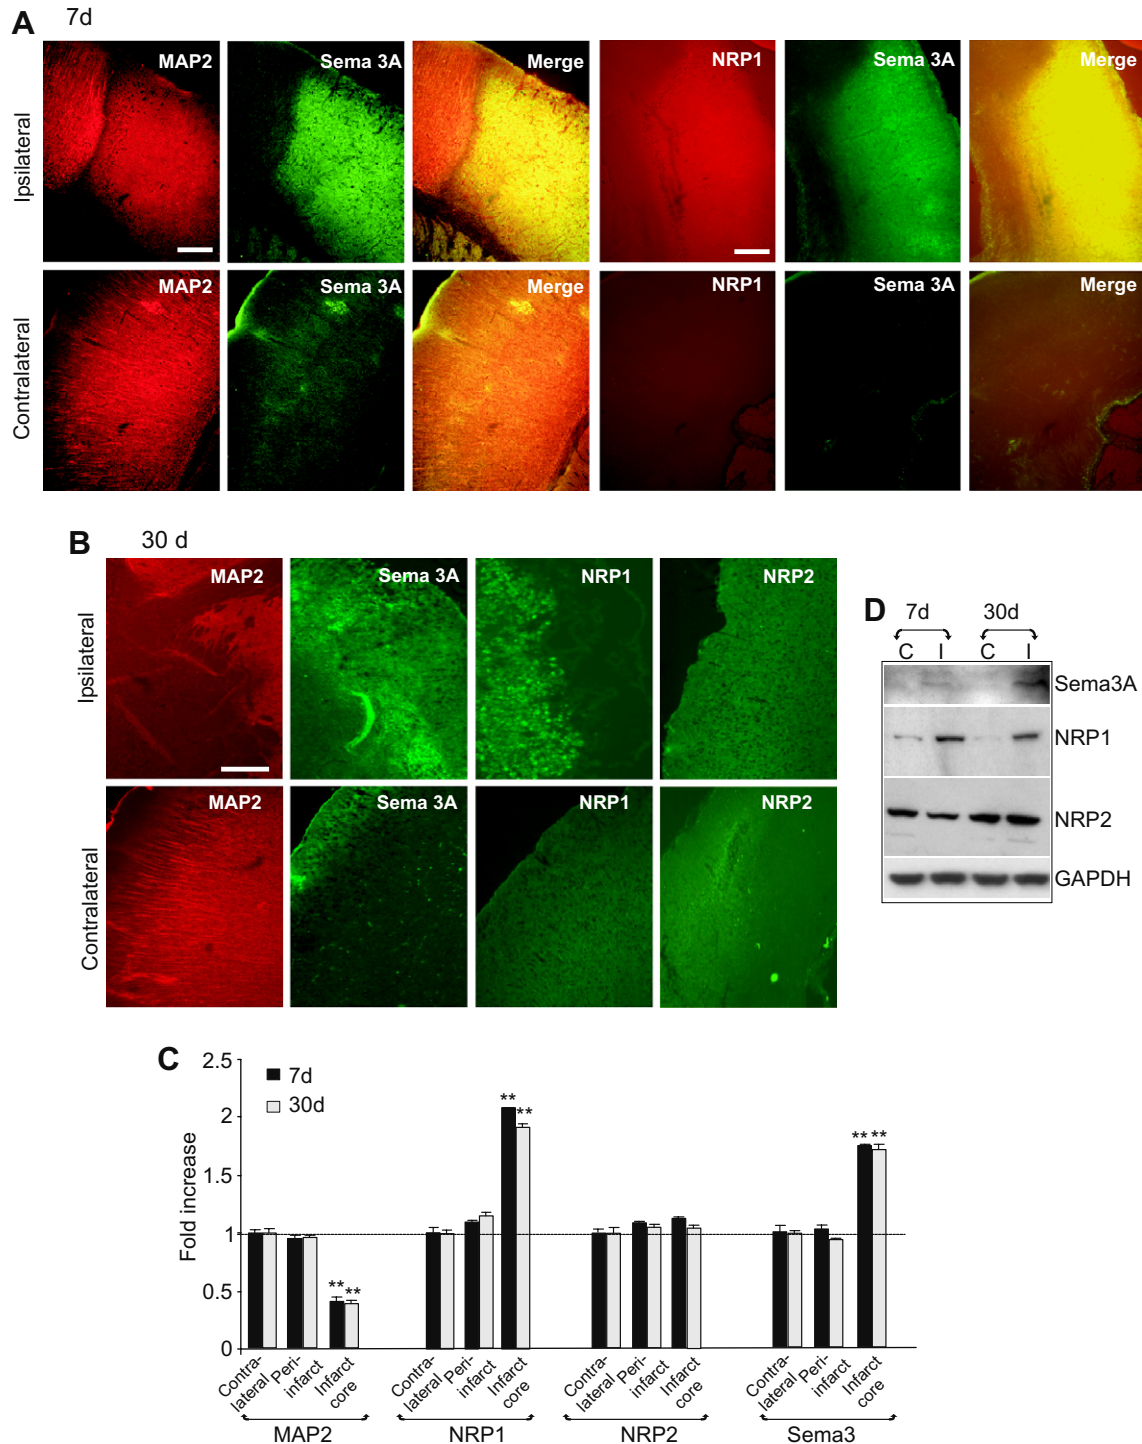 A 7d
MAP2 Sema 3A Merge NRP1 Sema 3A Merge
Ipsilateral
MAP2 Sema 3A Merge NRP1 Sema 3A Merge
Contralateral
B 30 d
MAP2 Sema 3A NRP1 NRP2
Ipsilateral
MAP2 Sema 3A NRP1 NRP2
Contralateral
D 7d 30d
C I C I
Sema3A
NRP1
NRP2
GAPDH
C
7d
30d
Fold increase
2.5
2
1.5
1
0.5
0
** **
** **
** **
Contra-lateral Peri-infarct Infarct core
Contra-lateral Peri-infarct Infarct core
Contra-lateral Peri-infarct Infarct core
Contra-lateral Peri-infarct Infarct core
MAP2 NRP1 NRP2 Sema3